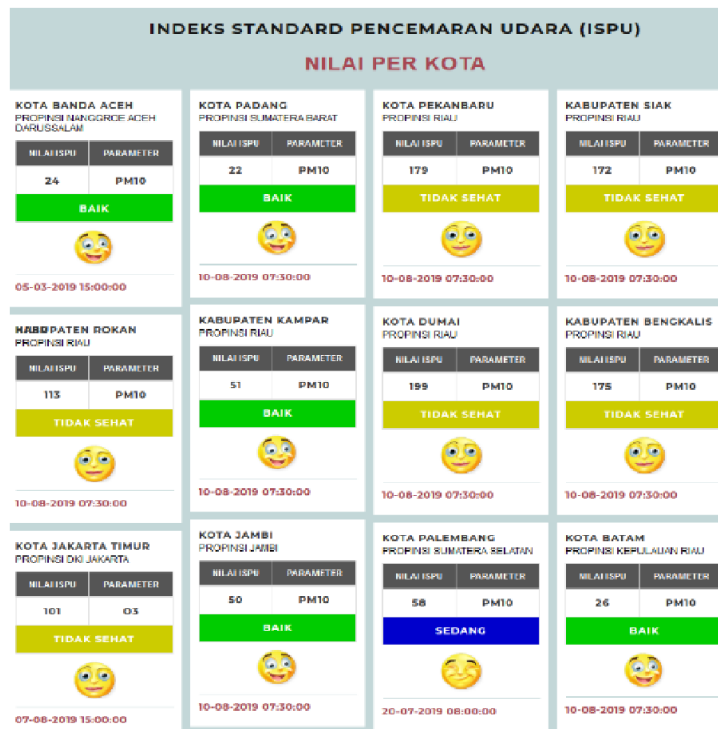 INDEKS STANDARD PENCEMARAN UDARA (ISPU)
NILAI PER KOTA
KOTA BANDA ACEH
PROPINSI NANGGROE ACEH
DARUSSALAM
NILAI ISPU PARAMETER
24 PM10
BAIK
05-03-2019 15:00:00
KOTA PADANG
PROPINSI SUMATERA BARAT
NILAI ISPU PARAMETER
22 PM10
BAIK
10-08-2019 07:30:00
KOTA PEKANBARU
PROPINSI RIAU
NILAI ISPU PARAMETER
179 PM10
TIDAK SEHAT
10-08-2019 07:30:00
KABUPATEN SIAK
PROPINSI RIAU
NILAI ISPU PARAMETER
172 PM10
TIDAK SEHAT
10-08-2019 07:30:00
ROKAN
PROPINSI RIAU
NILAI ISPU PARAMETER
113 PM10
TIDAK SEHAT
10-08-2019 07:30:00
KABUPATEN KAMPAR
PROPINSI RIAU
NILAI ISPU PARAMETER
51 PM10
BAIK
10-08-2019 07:30:00
KOTA DUMAI
PROPINSI RIAU
NILAI ISPU PARAMETER
199 PM10
TIDAK SEHAT
10-08-2019 07:30:00
KABUPATEN BENGKALIS
PROPINSI RIAU
NILAI ISPU PARAMETER
175 PM10
TIDAK SEHAT
10-08-2019 07:30:00
KOTA JAKARTA TIMUR
PROPINSI DKI JAKARTA
NILAI ISPU PARAMETER
101 O3
TIDAK SEHAT
07-08-2019 15:00:00
KOTA JAMBI
PROPINSI JAMBI
NILAI ISPU PARAMETER
50 PM10
BAIK
10-08-2019 07:30:00
KOTA PALEMBANG
PROPINSI SUMATERA SELATAN
NILAI ISPU PARAMETER
58 PM10
SEDANG
20-07-2019 08:00:00
KOTA BATAM
PROPINSI KEPULAUAN RIAU
NILAI ISPU PARAMETER
26 PM10
BAIK
10-08-2019 07:30:00